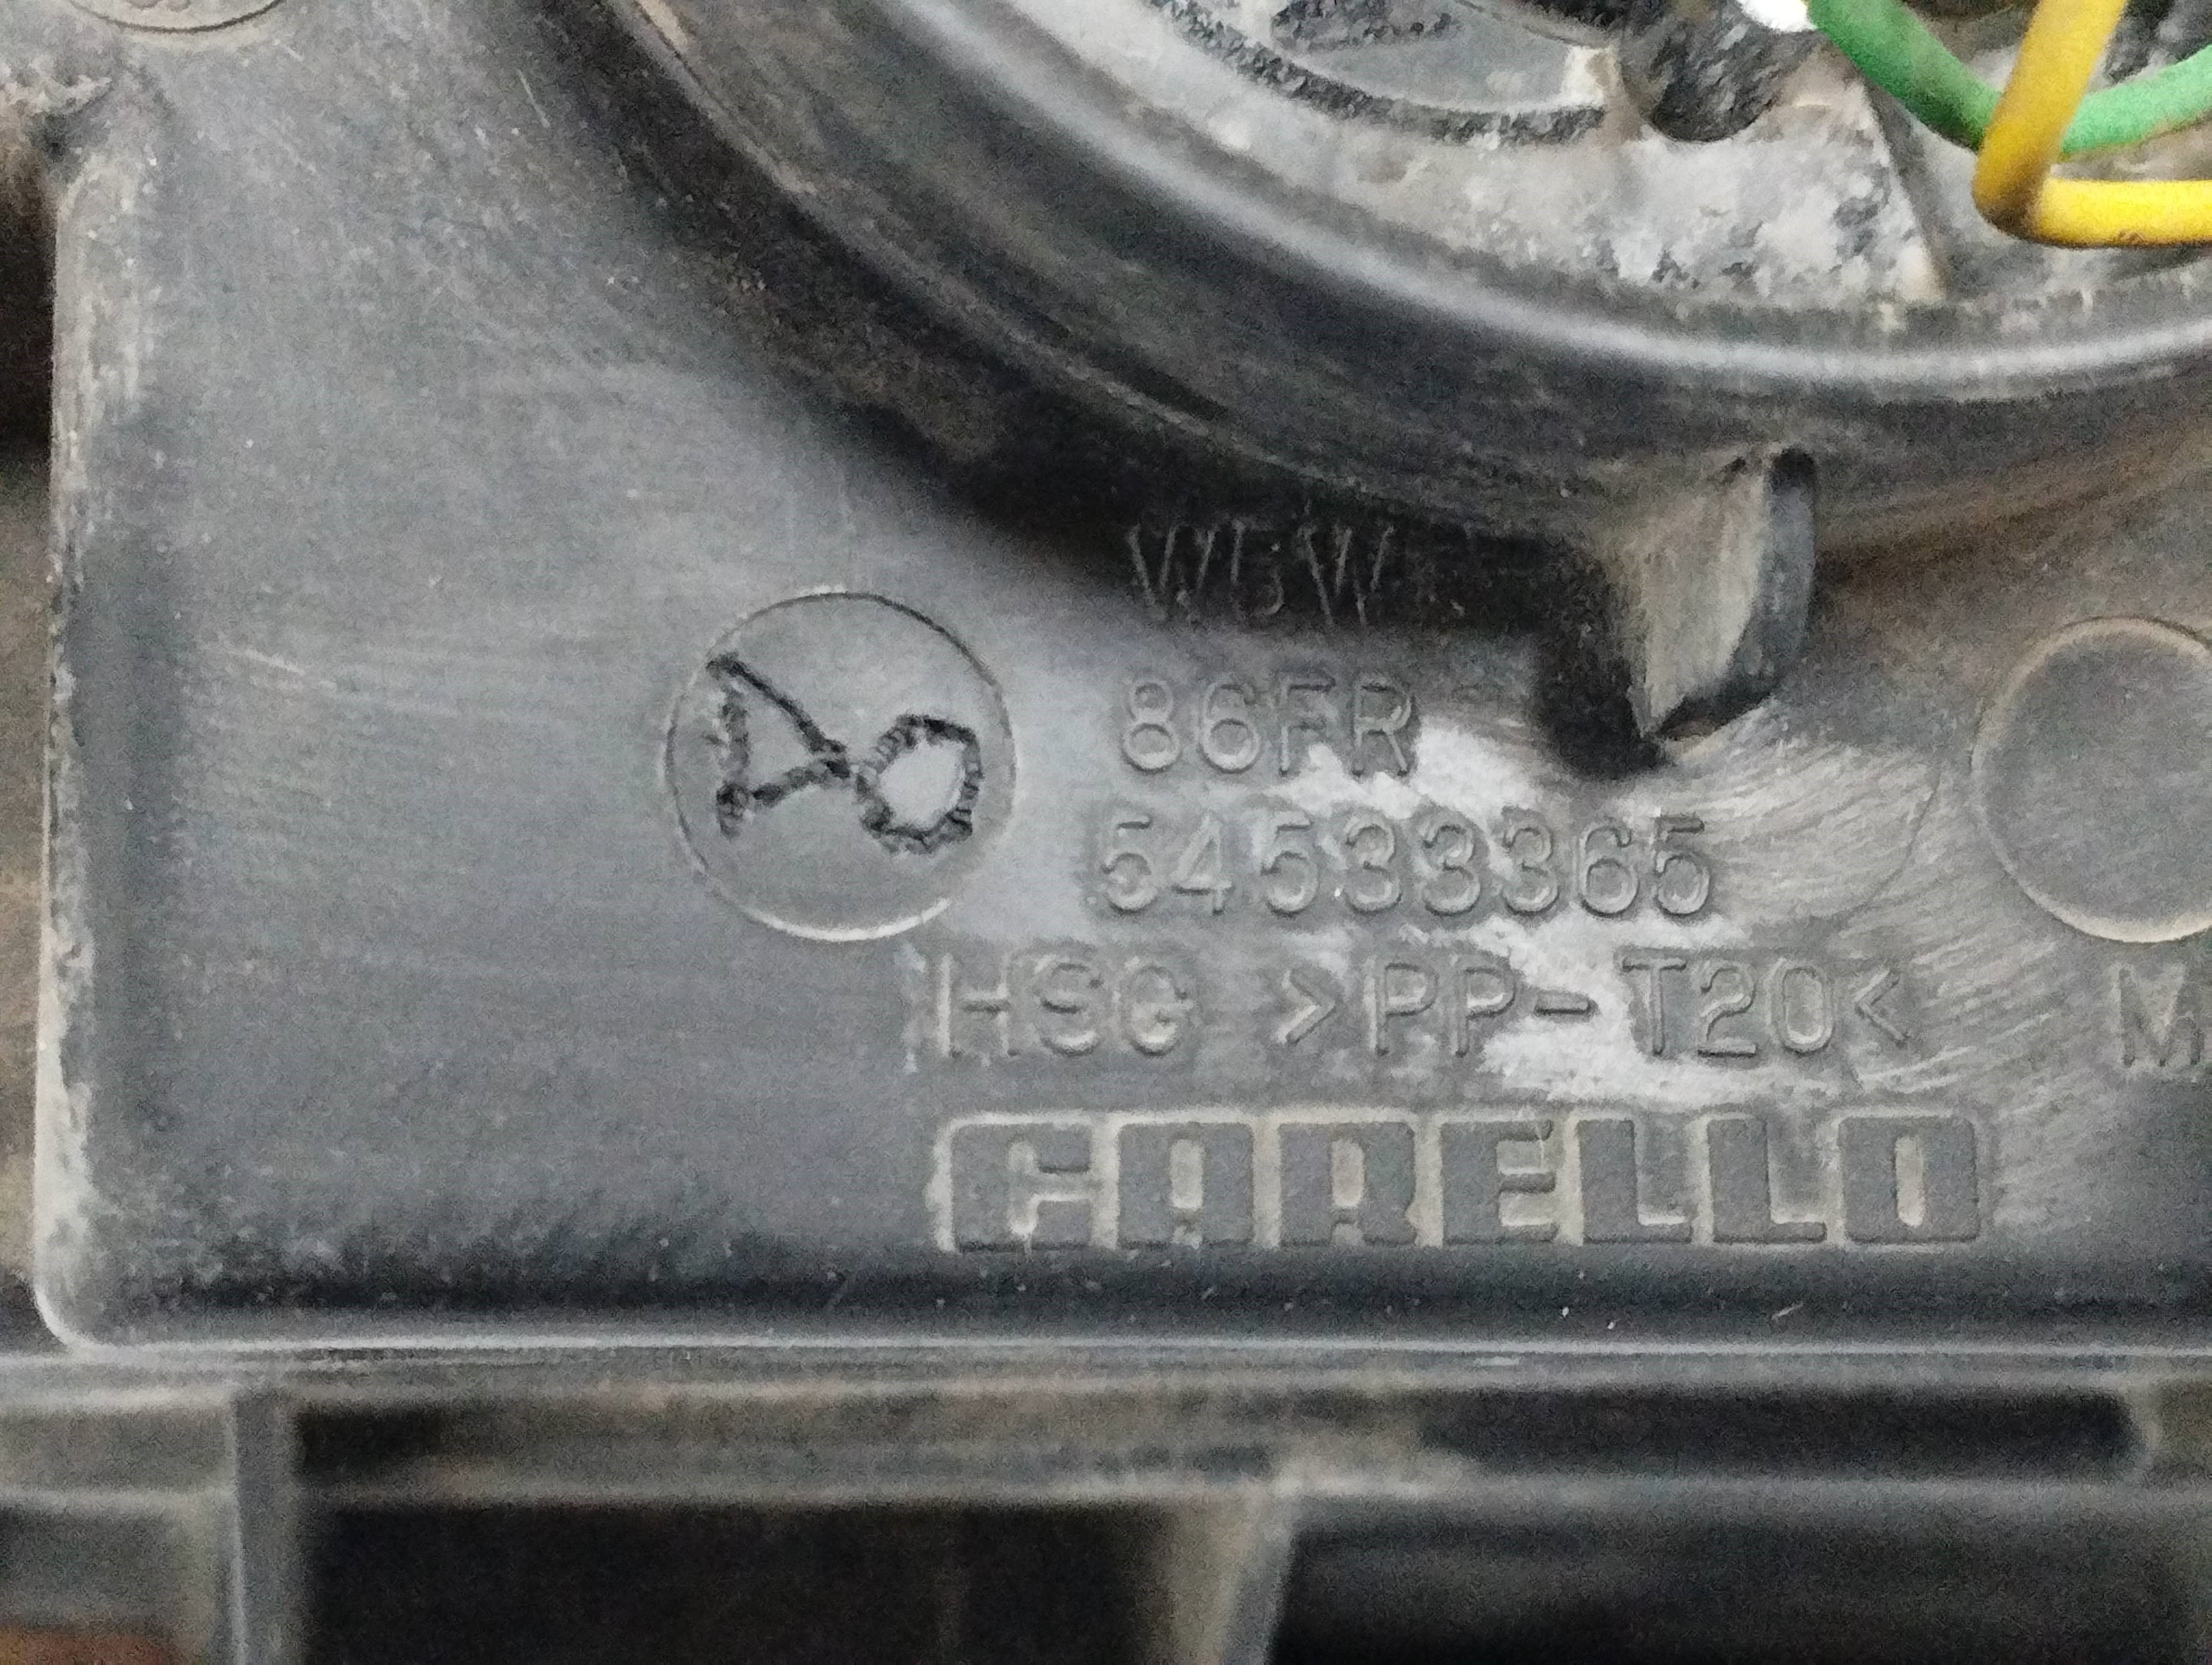 86FR
54533365
HSG >PP-T20<
CARELLO
M